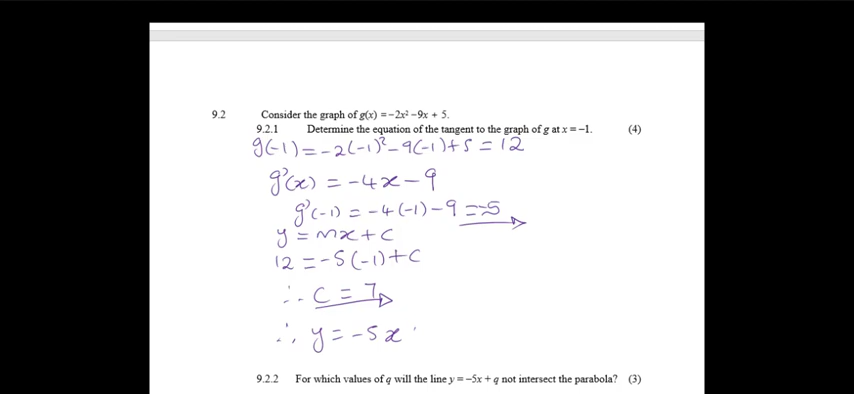 9.2 Consider the graph of g(x) = −2x² −9x + 5.
9.2.1 Determine the equation of the tangent to the graph of g at x = −1. (4)
g(-1) = -2(-1)² - 9(-1) + 5 = 12
g'(x) = -4x - 9
g'(-1) = -4(-1) - 9 = -5
y = mx + c
12 = -5(-1) + c
∴ c = 7
∴ y = -5x
9.2.2 For which values of q will the line y = −5x + q not intersect the parabola? (3)